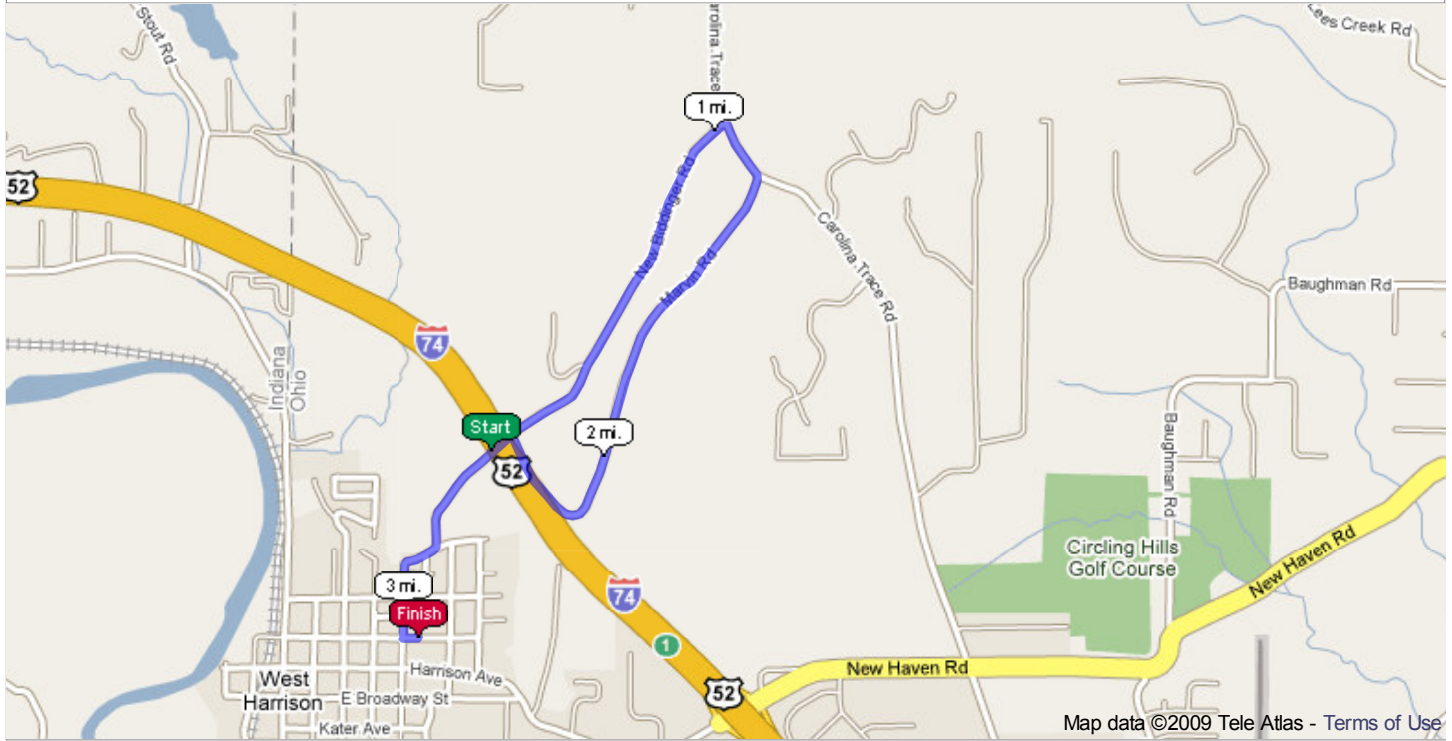 Stout Rd
Carolina Trace
Lees Creek Rd
1 mi.
52
New Biddinger Rd
Marvin Rd
Carolina Trace Rd
Baughman Rd
74
Indiana
Ohio
Start
2 mi.
52
Baughman Rd
Circling Hills
Golf Course
New Haven Rd
3 mi.
Finish
74
1
New Haven Rd
Harrison Ave
West
Harrison
E Broadway St
52
Kater Ave
Map data ©2009 Tele Atlas - Terms of Use